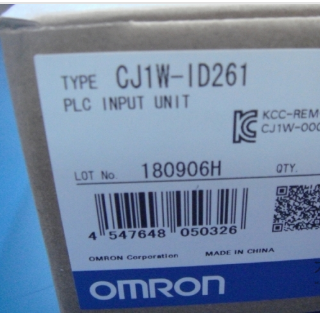 TYPE CJ1W-ID261
PLC INPUT UNIT
KCC-REM
CJ1W-000
LOT No. 180906H QTY.
4 547648 050326
OMRON Corporation MADE IN CHINA
OMRON